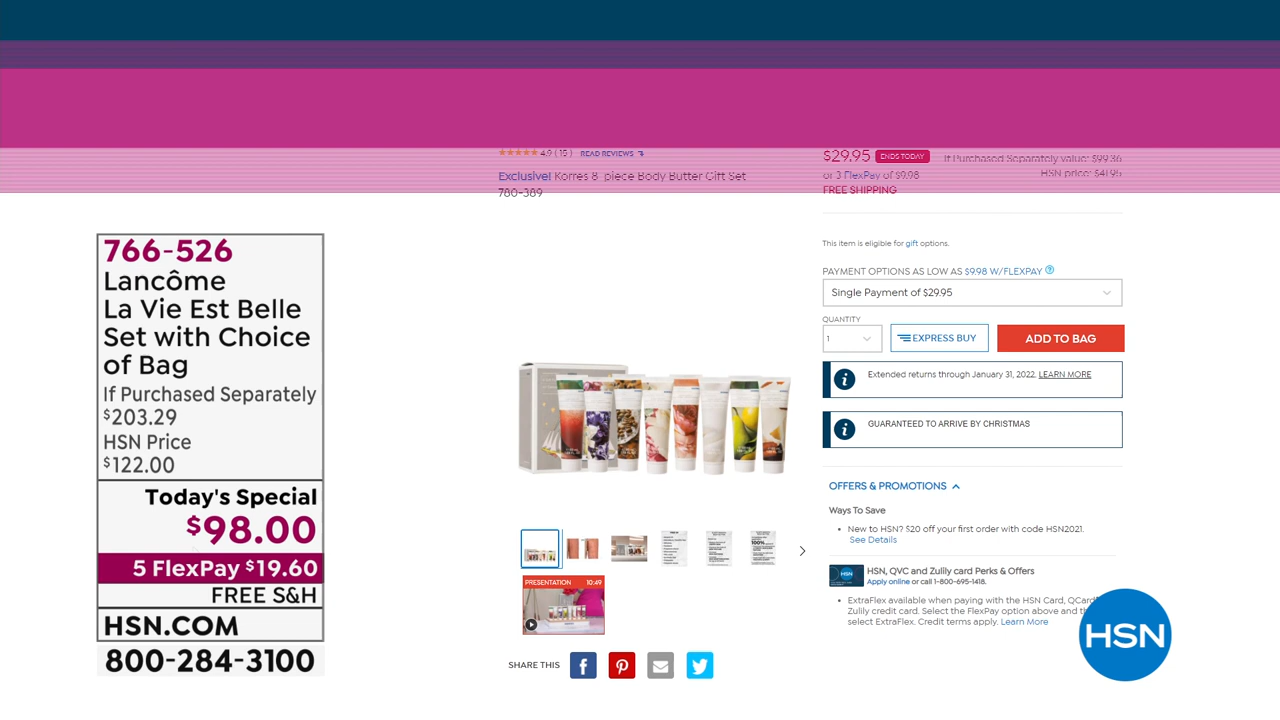 766-526
Lancôme
La Vie Est Belle
Set with Choice
of Bag
If Purchased Separately
$203.29
HSN Price
$122.00
Today's Special
$98.00
5 FlexPay $19.60
FREE S&H
HSN.COM
800-284-3100
4.9 (15) READ REVIEWS
Exclusive! Korres 8-piece Body Butter Gift Set
780-389
PRESENTATION 10:49
SHARE THIS
$29.95 ENDS TODAY If Purchased Separately value: $99.36
or 3 FlexPay of $9.98 HSN price: $41.95
FREE SHIPPING
This item is eligible for gift options.
PAYMENT OPTIONS AS LOW AS $9.98 W/FLEXPAY ?
Single Payment of $29.95
QUANTITY
1 EXPRESS BUY ADD TO BAG
Extended returns through January 31, 2022. LEARN MORE
GUARANTEED TO ARRIVE BY CHRISTMAS
OFFERS & PROMOTIONS
Ways To Save
• New to HSN? $20 off your first order with code HSN2021.
See Details
HSN, QVC and Zulily card Perks & Offers
Apply online or call 1-800-695-1418.
• ExtraFlex available when paying with the HSN Card, QCard
Zulily credit card. Select the FlexPay option above and
select ExtraFlex. Credit terms apply. Learn More
HSN